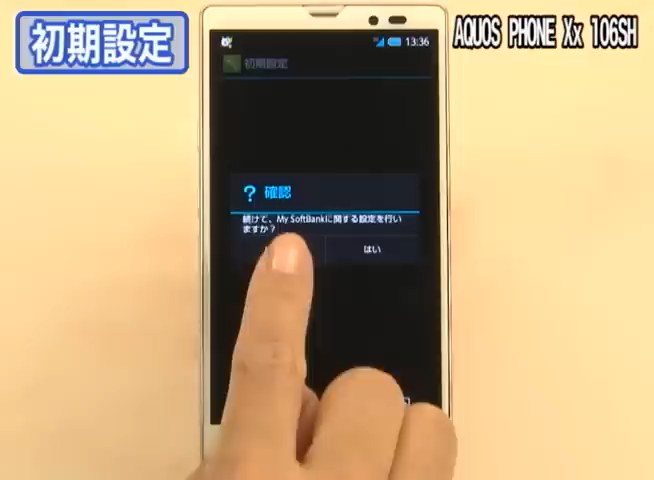 初期設定
AQUOS PHONE Xx 106SH
13:36
初期設定
? 確認
続けて、My SoftBankに関する設定を行い
ますか?
はい